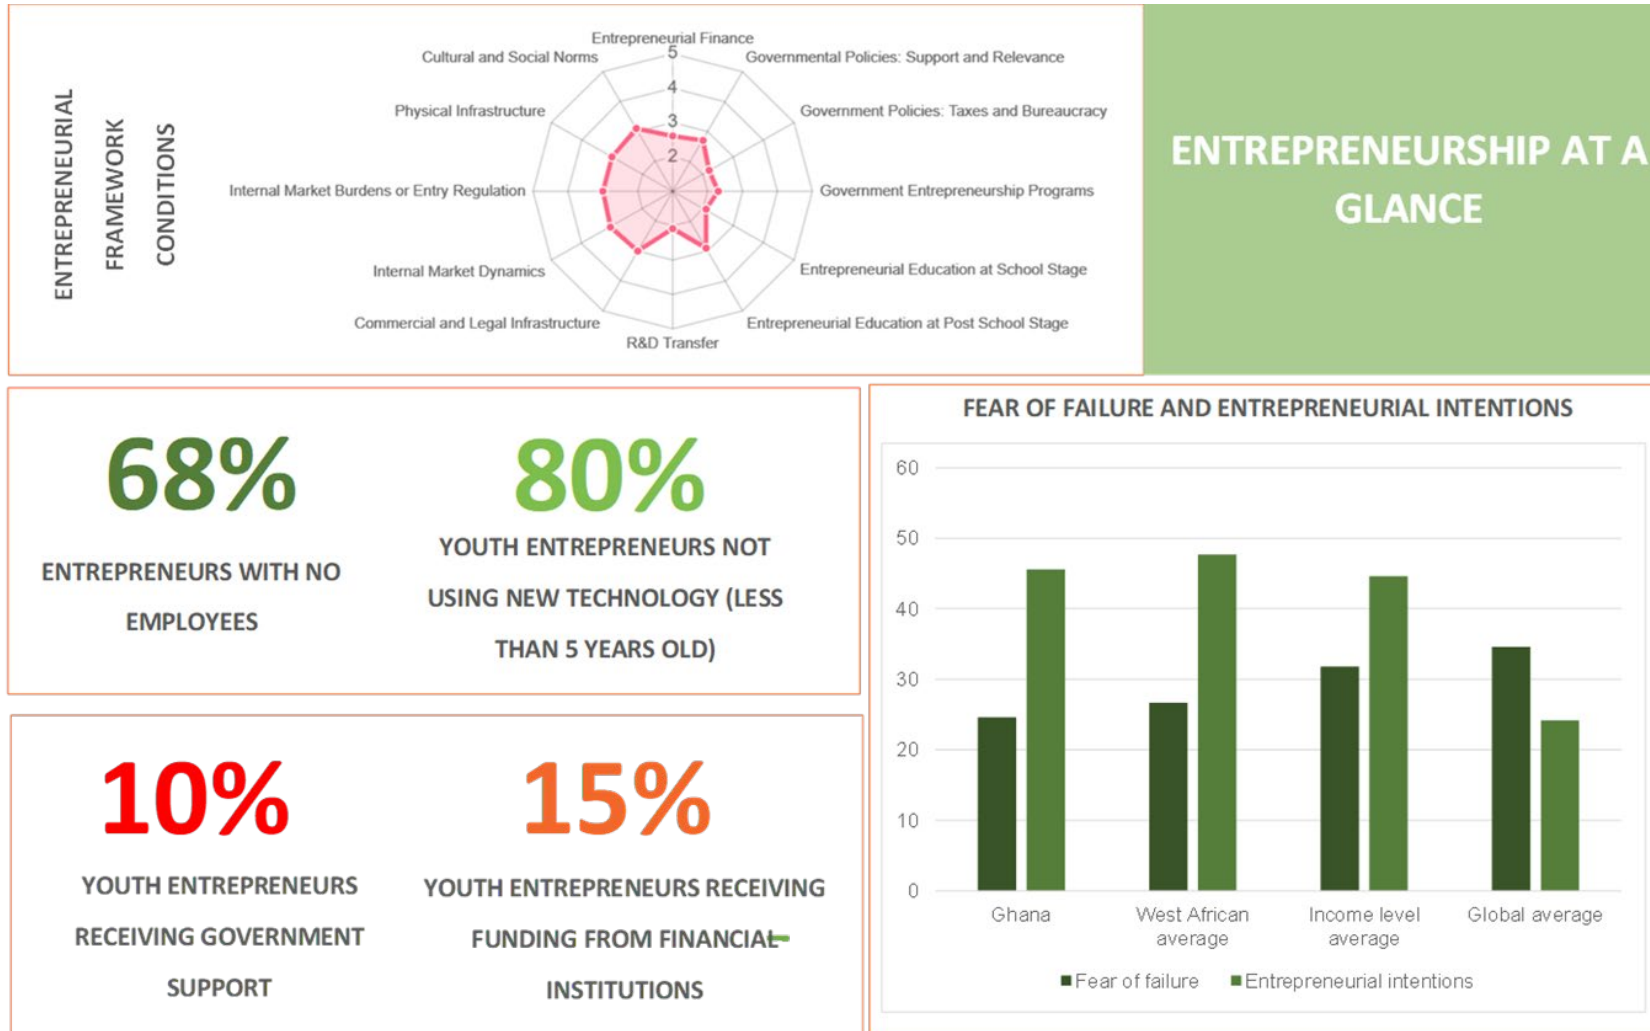 ENTREPRENEURIAL
FRAMEWORK
CONDITIONS
Entrepreneurial Finance
Cultural and Social Norms
Governmental Policies: Support and Relevance
Physical Infrastructure
Government Policies: Taxes and Bureaucracy
Internal Market Burdens or Entry Regulation
Government Entrepreneurship Programs
Internal Market Dynamics
Entrepreneurial Education at School Stage
Commercial and Legal Infrastructure
Entrepreneurial Education at Post School Stage
R&D Transfer
5
4
3
2
ENTREPRENEURSHIP AT A
GLANCE
68%
ENTREPRENEURS WITH NO
EMPLOYEES
80%
YOUTH ENTREPRENEURS NOT
USING NEW TECHNOLOGY (LESS
THAN 5 YEARS OLD)
10%
YOUTH ENTREPRENEURS
RECEIVING GOVERNMENT
SUPPORT
15%
YOUTH ENTREPRENEURS RECEIVING
FUNDING FROM FINANCIAL
INSTITUTIONS
FEAR OF FAILURE AND ENTREPRENEURIAL INTENTIONS
60
50
40
30
20
10
0
Ghana
West African
average
Income level
average
Global average
Fear of failure
Entrepreneurial intentions